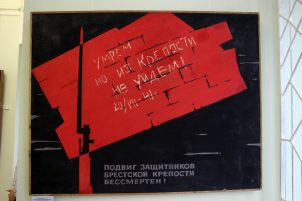 УМРЕМ
НО ИЗ КРЕПОСТИ
НЕ УЙДЕМ!
ПОДВИГ ЗАЩИТНИКОВ
БРЕСТСКОЙ КРЕПОСТИ
БЕССМЕРТЕН!